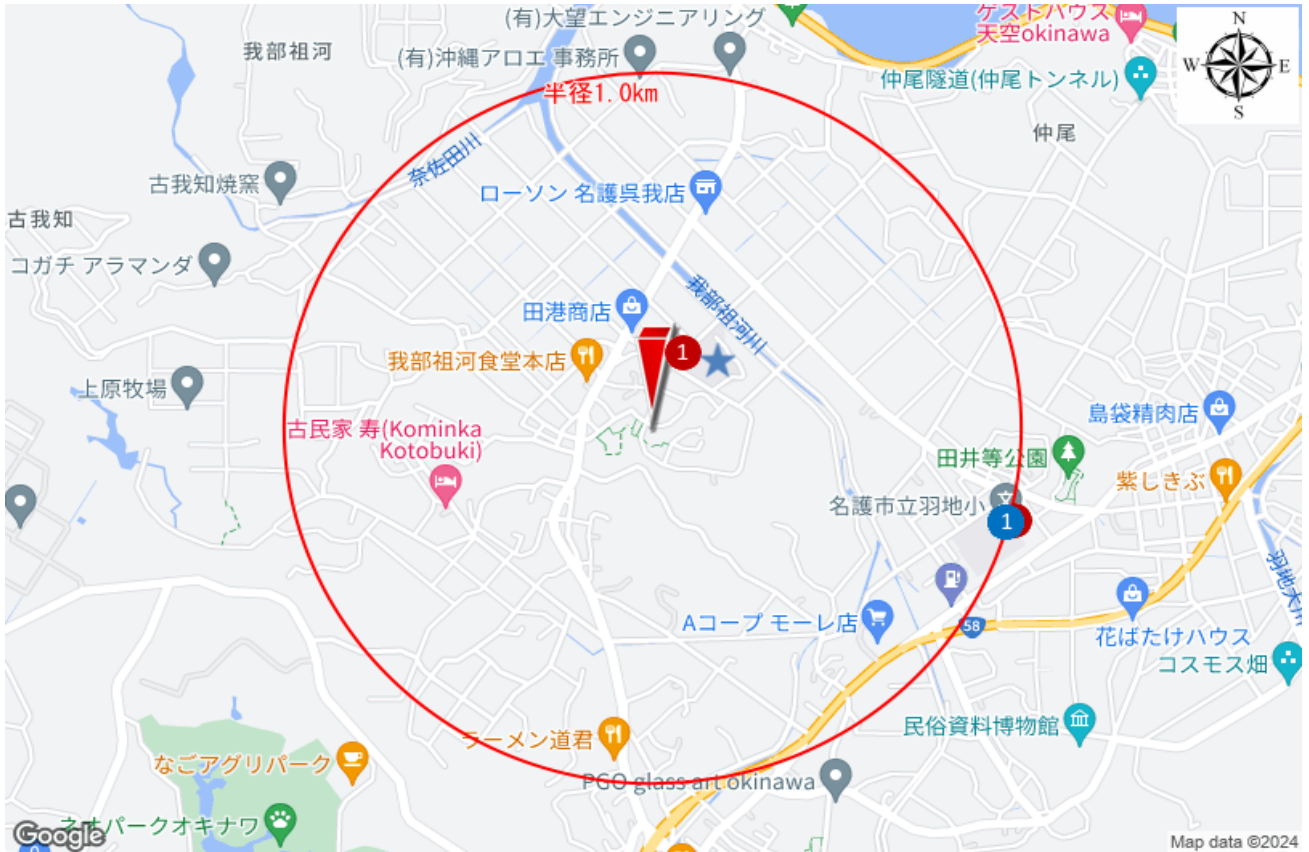 (有)大望エンジニアリング
ゲストハウス
天空okinawa
N
W
E
S
我部祖河
(有)沖縄アロエ 事務所
半径1.0km
仲尾隧道(仲尾トンネル)
仲尾
奈佐田川
古我知焼窯
ローソン 名護呉我店
古我知
コガチ アラマンダ
我部祖河川
田港商店
1
我部祖河食堂本店
上原牧場
島袋精肉店
古民家 寿(Kominka
Kotobuki)
田井等公園
紫しきぶ
名護市立羽地小
1
羽地大川
58
Aコープ モーレ店
花ばたけハウス
コスモス畑
民俗資料博物館
ラーメン道君
なごアグリパーク
PGO glass art okinawa
ネオパークオキナワ
Google
Map data ©2024